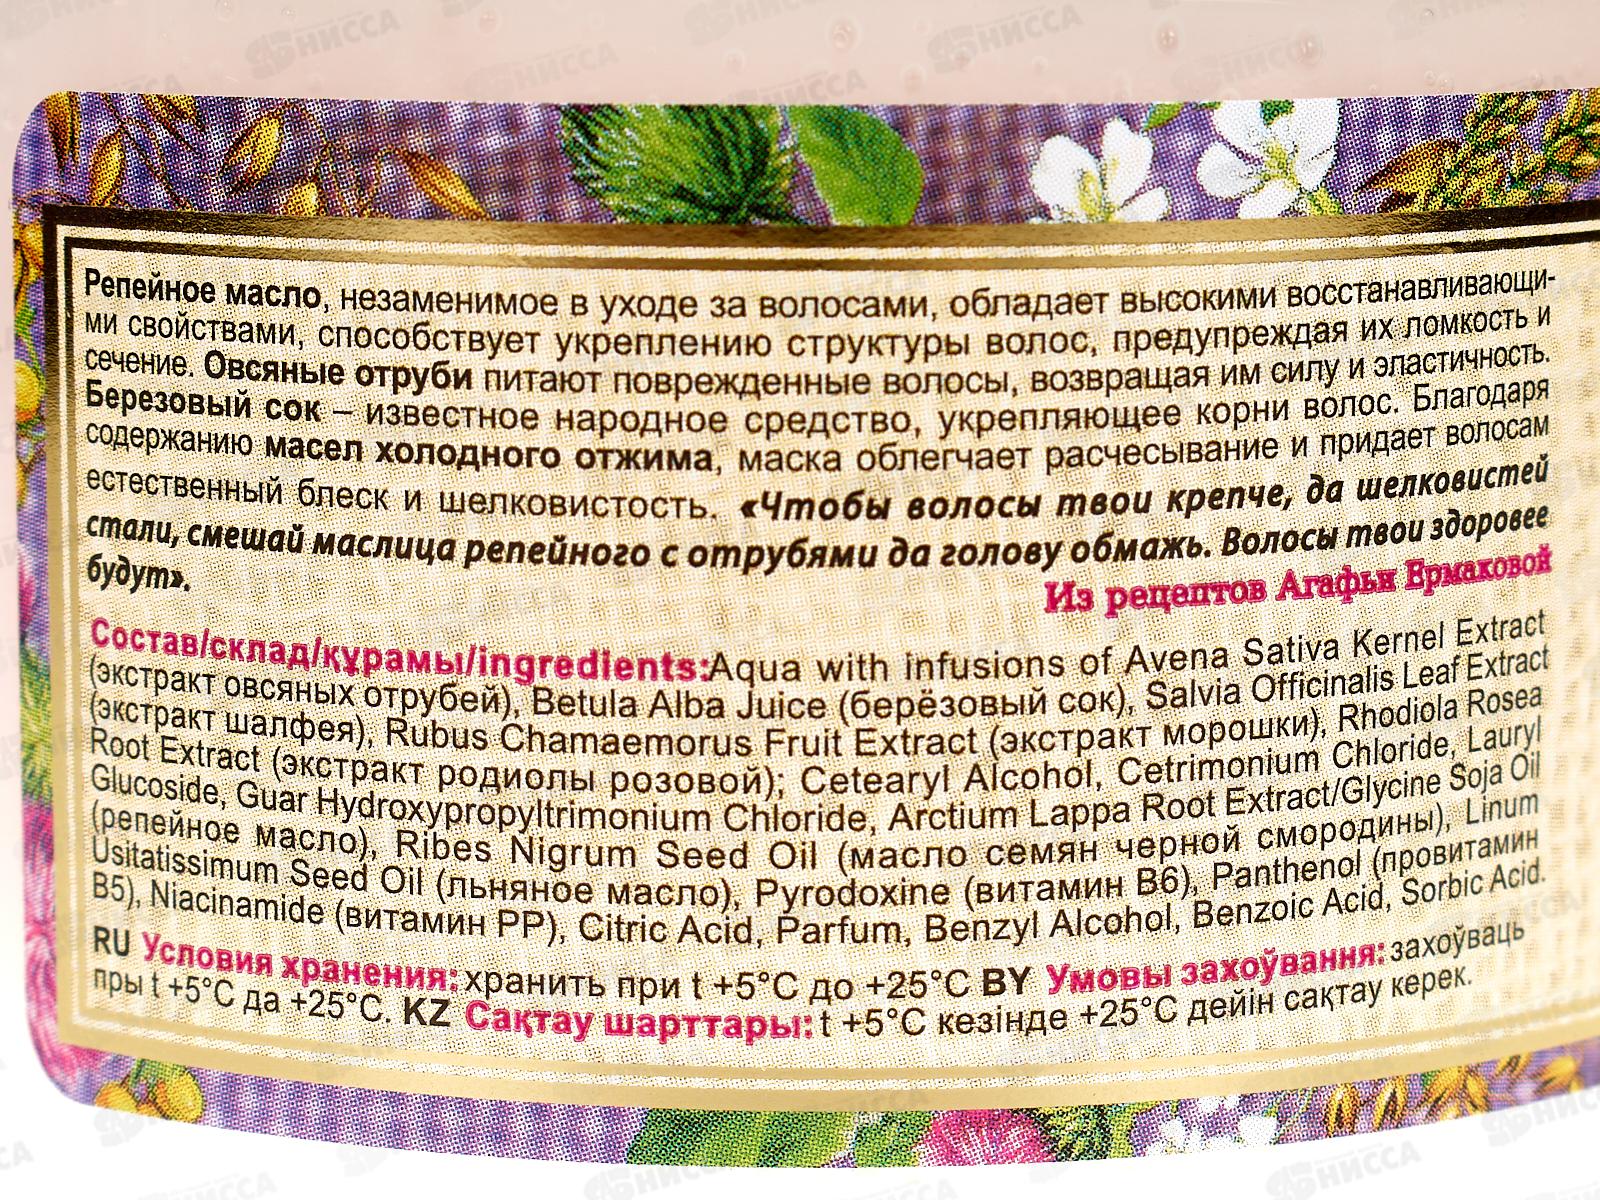 Репейное масло, незаменимое в уходе за волосами, обладает высокими восстанавливающи-
ми свойствами, способствует укреплению структуры волос, предупреждая их ломкость и
сечение. Овсяные отруби питают поврежденные волосы, возвращая им силу и эластичность.
Березовый сок – известное народное средство, укрепляющее корни волос. Благодаря
содержанию масел холодного отжима, маска облегчает расчесывание и придает волосам
естественный блеск и шелковистость. «Чтобы волосы твои крепче, да шелковистей
стали, смешай маслица репейного с отрубями да голову обмажь. Волосы твои здоровее
будут».
Из рецептов Агафьи Ермаковой
Состав/склад/құрамы/ingredients:Aqua with infusions of Avena Sativa Kernel Extract
(экстракт овсяных отрубей), Betula Alba Juice (берёзовый сок), Salvia Officinalis Leaf Extract
(экстракт шалфея), Rubus Chamaemorus Fruit Extract (экстракт морошки), Rhodiola Rosea
Root Extract (экстракт родиолы розовой); Cetearyl Alcohol, Cetrimonium Chloride, Lauryl
Glucoside, Guar Hydroxypropyltrimonium Chloride, Arctium Lappa Root Extract/Glycine Soja Oil
(репейное масло), Ribes Nigrum Seed Oil (масло семян черной смородины), Linum
Usitatissimum Seed Oil (льняное масло), Pyrodoxine (витамин В6), Panthenol (провитамин
В5), Niacinamide (витамин РР), Citric Acid, Parfum, Benzyl Alcohol, Benzoic Acid, Sorbic Acid.
RU Условия хранения: хранить при t +5°С до +25°С BY Умовы захоўвання: захоўваць
пры t +5°С да +25°С. KZ Сақтау шарттары: t +5°С кезінде +25°С дейін сақтау керек.